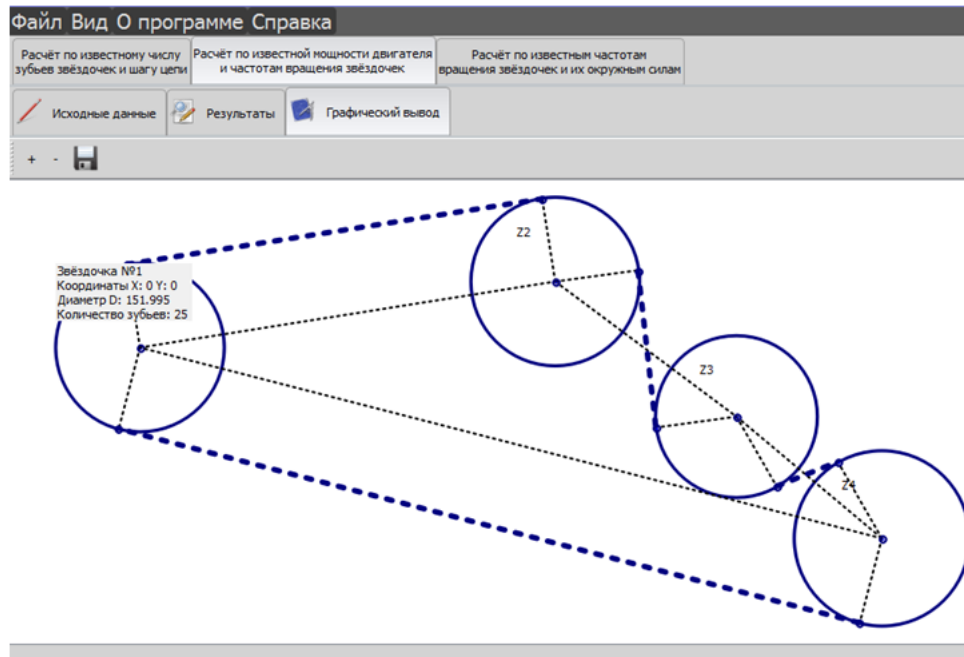 Файл Вид О программе Справка
Расчёт по известному числу
зубьев звёздочек и шагу цепи
Расчёт по известной мощности двигателя
и частотам вращения звёздочек
Расчёт по известным частотам
вращения звёздочек и их окружным силам
Исходные данные
Результаты
Графический вывод
+ -
Z2
Звёздочка №1
Координаты X: 0 Y: 0
Диаметр D: 151.995
Количество зубьев: 25
Z3
Z4